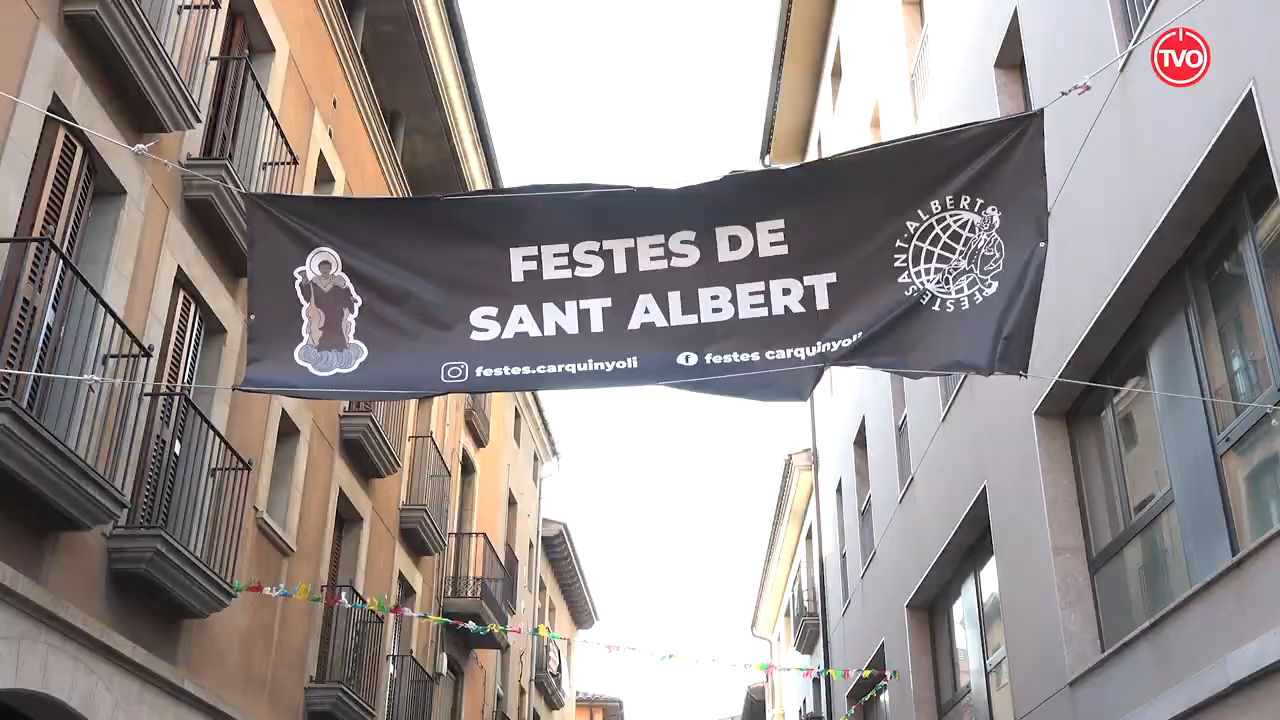 TVO
FESTES DE
SANT ALBERT
festes.carquinyoli
festes carquinyoli
FESTES SANT·ALBERT